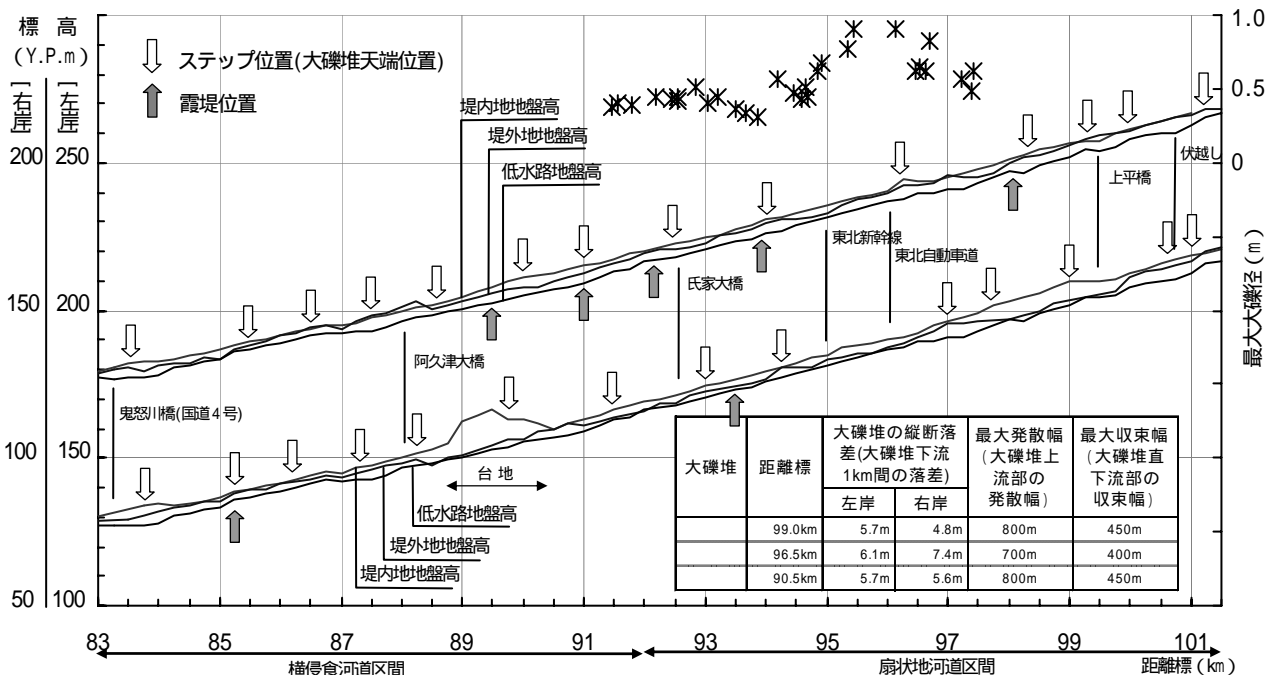 標 高
(Y.P.m)
[右岸]
[左岸]
ステップ位置(大礫堆天端位置)
霞堤位置
堤内地地盤高
堤外地地盤高
低水路地盤高
1.0
0.5
0
最大大礫径 (m)
200 250
150 200
100 150
50 100
伏越し
上平橋
東北新幹線
東北自動車道
氏家大橋
阿久津大橋
鬼怒川橋(国道4号)
台 地
低水路地盤高
堤外地地盤高
堤内地地盤高
大礫堆 距離標 大礫堆の縦断落差(大礫堆下流1km間の落差) 最大発散幅(大礫堆上流部の発散幅) 最大収束幅(大礫堆直下流部の収束幅)
左岸 右岸
99.0km 5.7m 4.8m 800m 450m
96.5km 6.1m 7.4m 700m 400m
90.5km 5.7m 5.6m 800m 450m
83 85 87 89 91 93 95 97 99 101
横侵食河道区間 扇状地河道区間 距離標 (km)